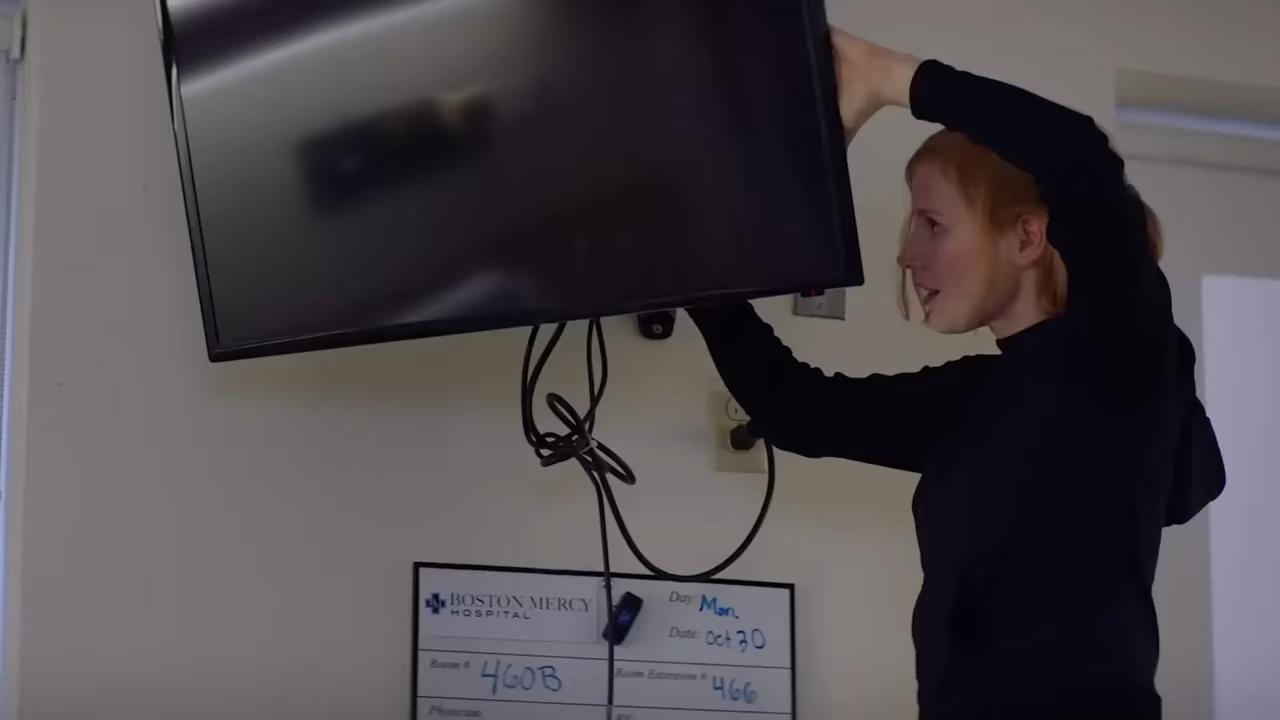 BOSTON MERCY
HOSPITAL
Day: Mon.
Date: Oct 30
Room # 460B
Room Extension # 466
Physician